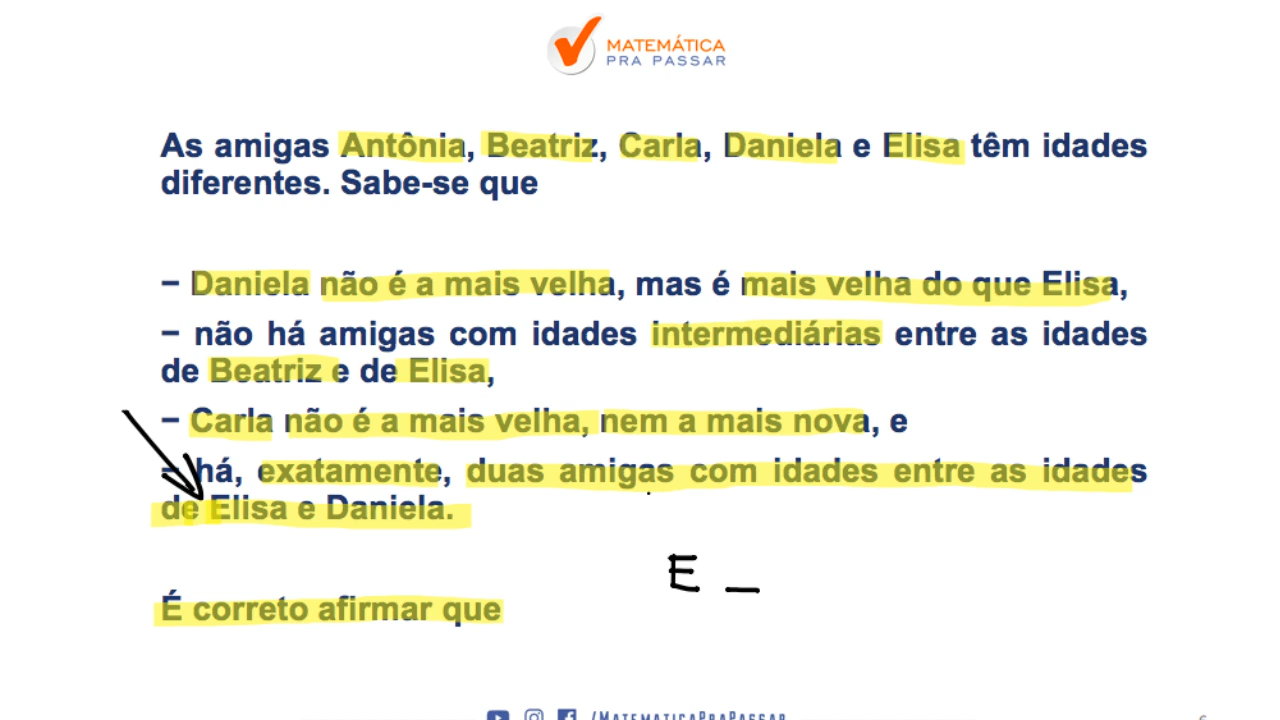 MATEMÁTICA
PRA PASSAR
As amigas Antônia, Beatriz, Carla, Daniela e Elisa têm idades
diferentes. Sabe-se que
− Daniela não é a mais velha, mas é mais velha do que Elisa,
− não há amigas com idades intermediárias entre as idades
de Beatriz e de Elisa,
− Carla não é a mais velha, nem a mais nova, e
− há, exatamente, duas amigas com idades entre as idades
de Elisa e Daniela.
E _
É correto afirmar que
/MATEMATICAPRAPASSAR